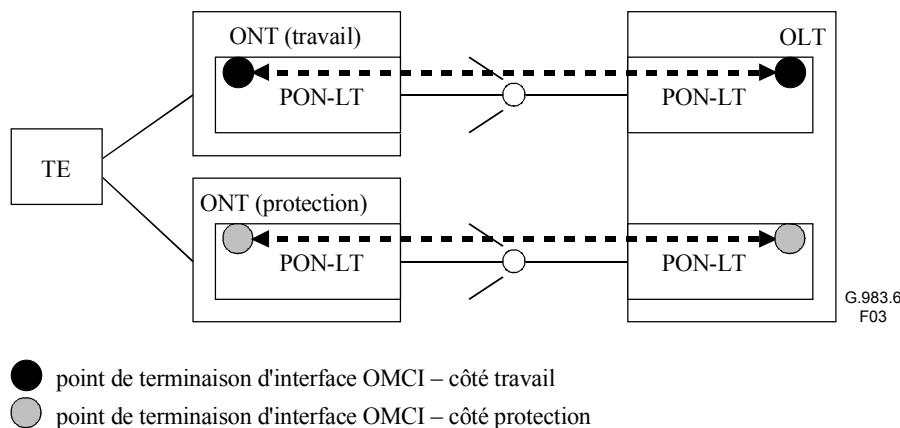 ONT (travail)
OLT
PON-LT
PON-LT
TE
ONT (protection)
PON-LT
PON-LT
G.983.6
F03
point de terminaison d'interface OMCI – côté travail
point de terminaison d'interface OMCI – côté protection